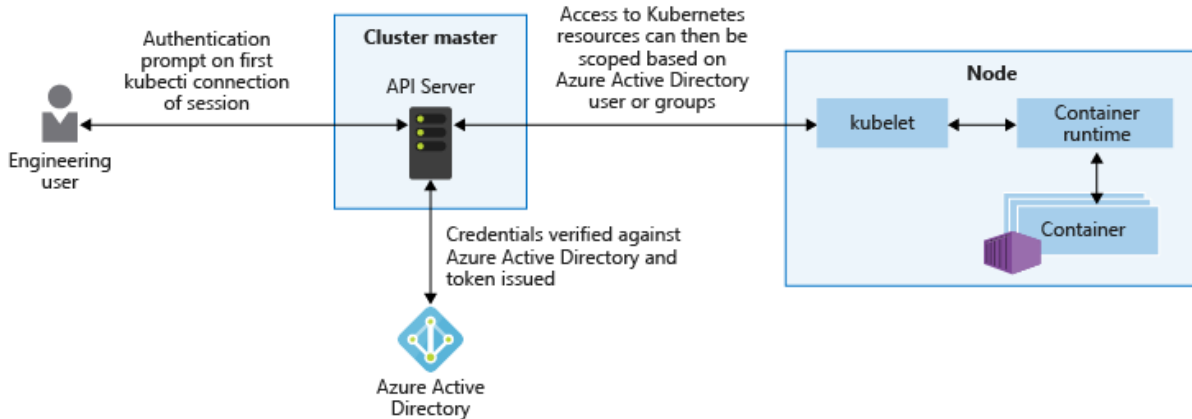 Authentication
prompt on first
kubecti connection
of session
Engineering
user
Cluster master
API Server
Access to Kubernetes
resources can then be
scoped based on
Azure Active Directory
user or groups
Node
kubelet
Container
runtime
Container
Credentials verified against
Azure Active Directory and
token issued
Azure Active
Directory